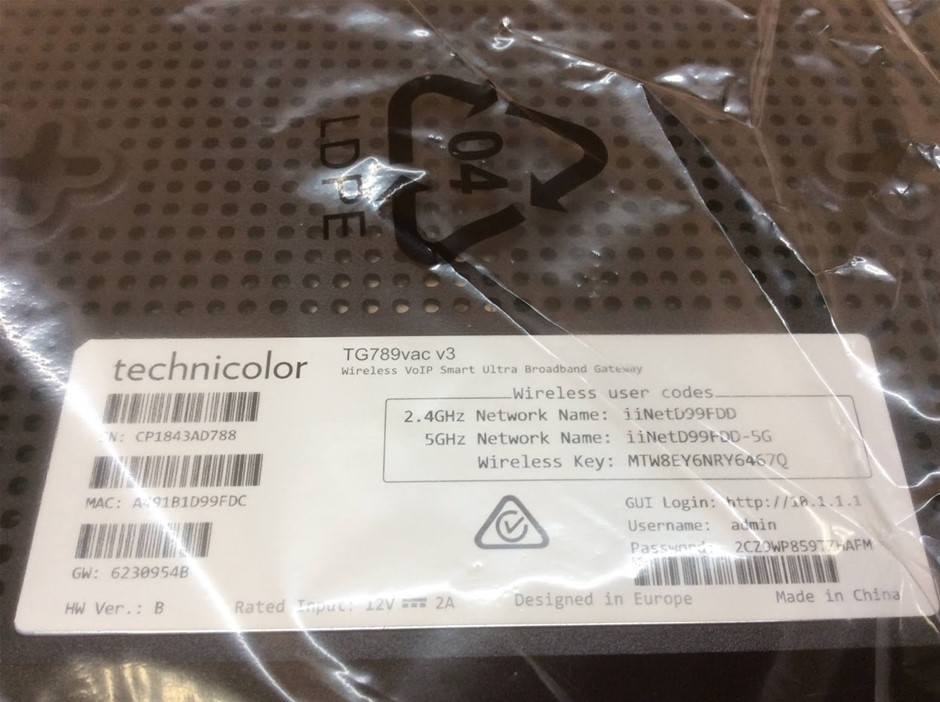 LDPE
04
technicolor
TG789vac v3
Wireless VoIP Smart Ultra Broadband Gateway
Wireless user codes
2.4GHz Network Name: iiNetD99FDD
5GHz Network Name: iiNetD99FDD-5G
Wireless Key: MTW8EY6NRY6467Q
SN: CP1843AD788
MAC: A491B1D99FDC
GW: 6230954B
GUI Login: http://10.1.1.1
Username: admin
Password:
HW Ver.: B
Rated Input: 12V 2A
Designed in Europe
Made in China